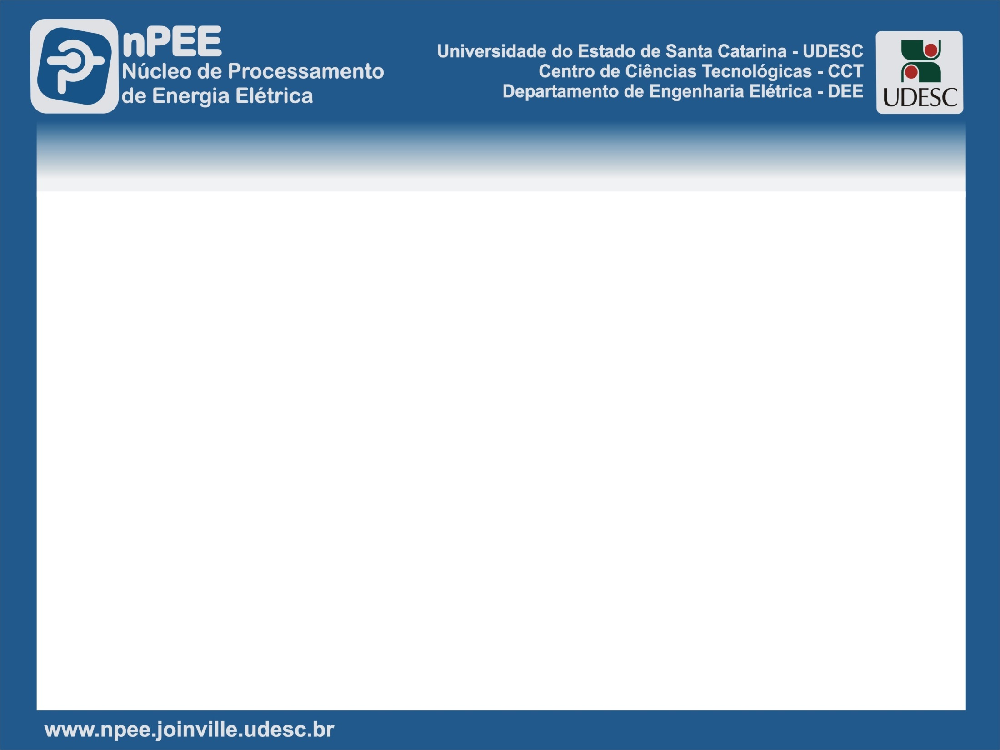 nPEE
Núcleo de Processamento
de Energia Elétrica
Universidade do Estado de Santa Catarina - UDESC
Centro de Ciências Tecnológicas - CCT
Departamento de Engenharia Elétrica - DEE
UDESC
www.npee.joinville.udesc.br